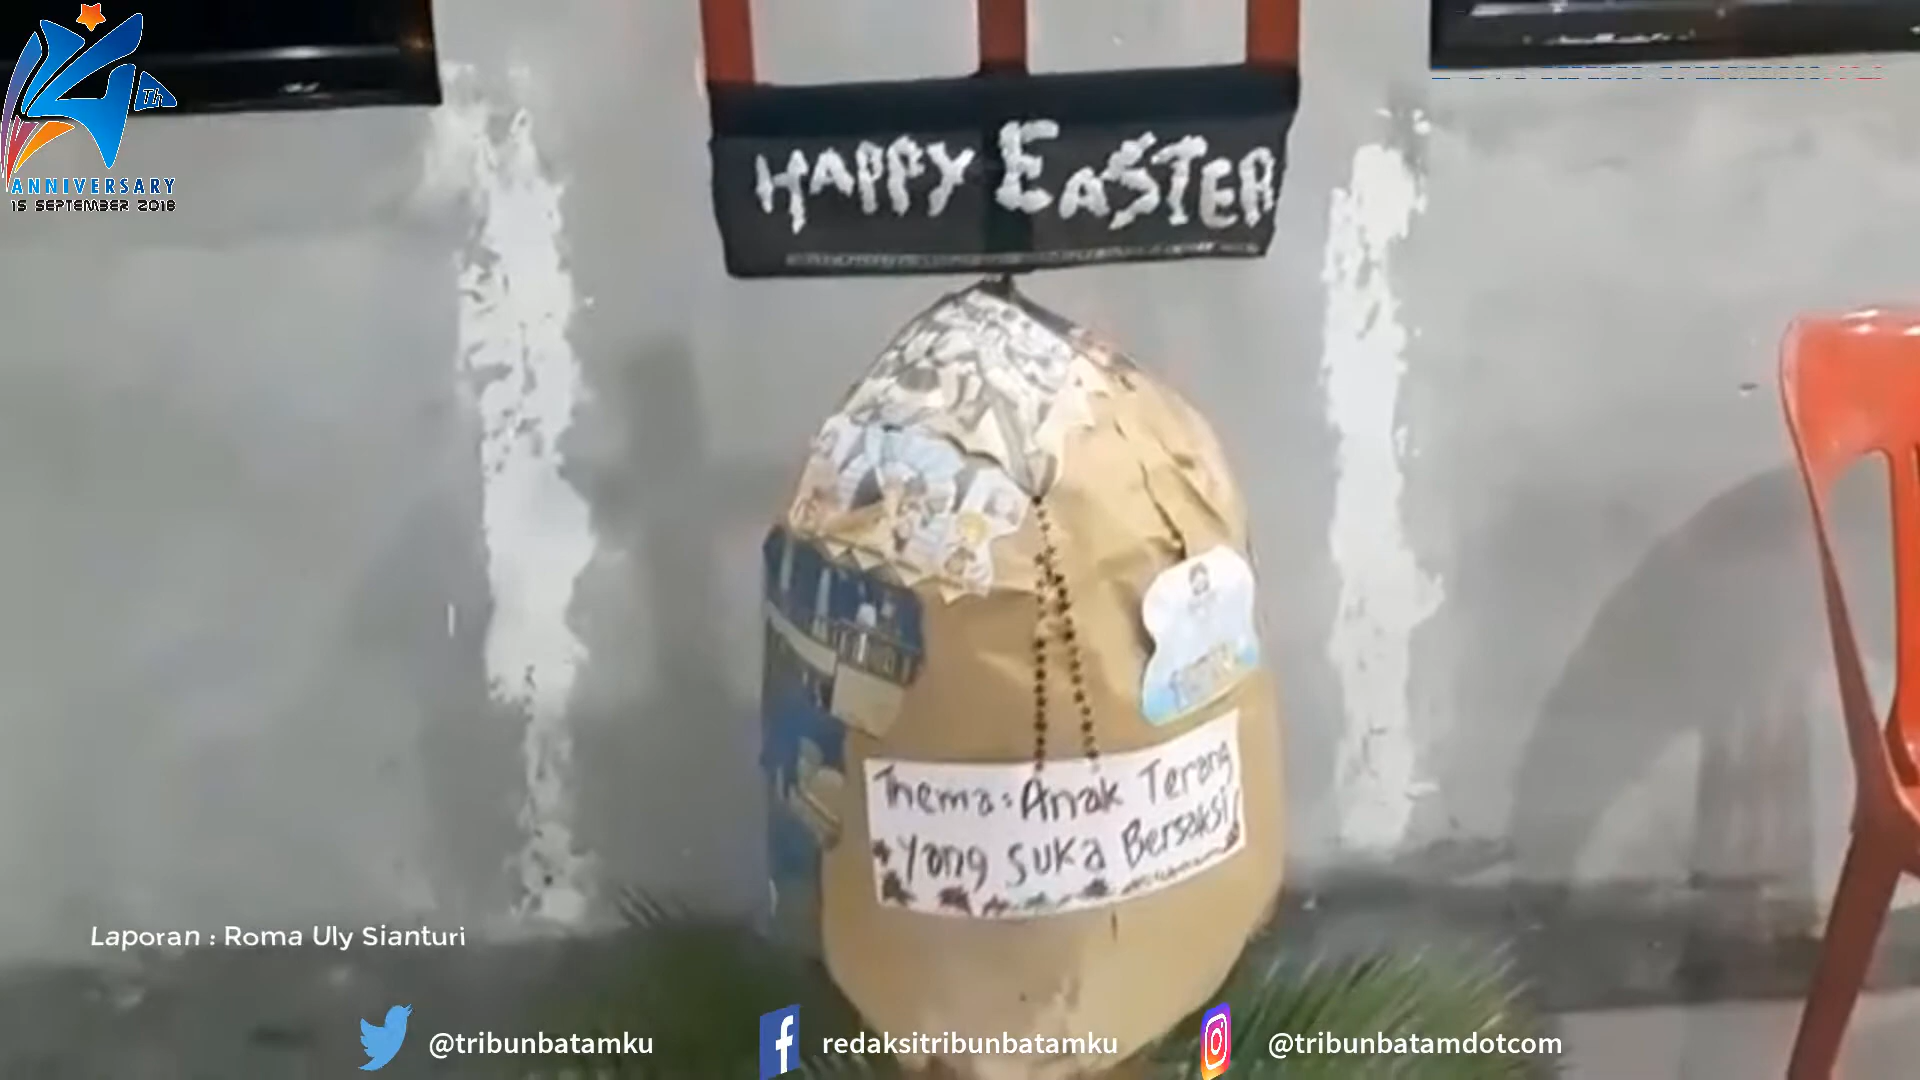 14Th
ANNIVERSARY
15 SEPTEMBER 2018
HAPPY EASTER
Thema: Anak Terang
Yang Suka Bersaksi
Laporan : Roma Uly Sianturi
@tribunbatamku
redaksitribunbatamku
@tribunbatamdotcom